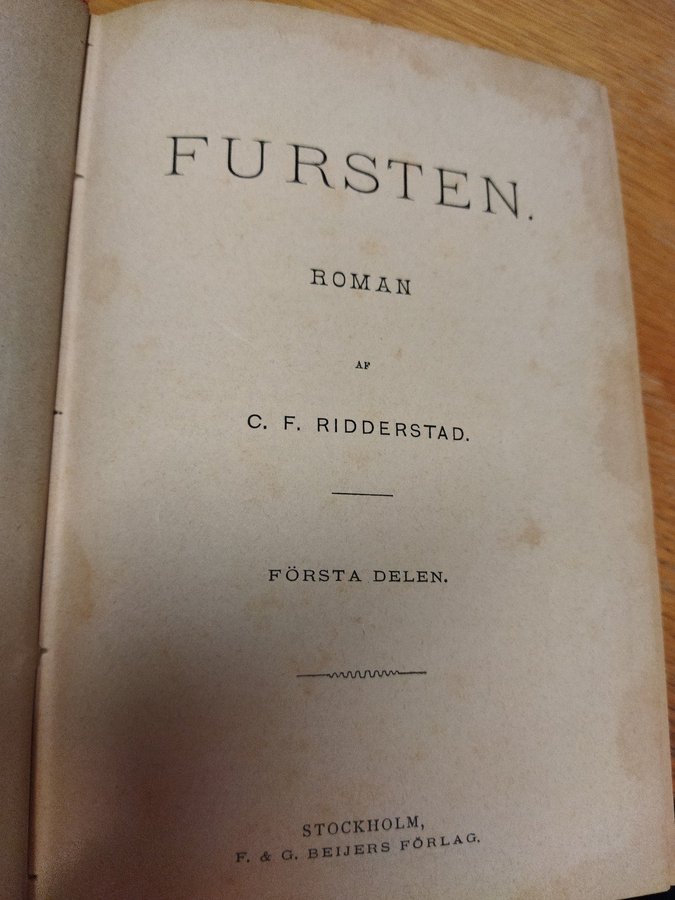 FURSTEN.
ROMAN
AF
C. F. RIDDERSTAD.
FÖRSTA DELEN.
STOCKHOLM,
F. & G. BEIJERS FÖRLAG.